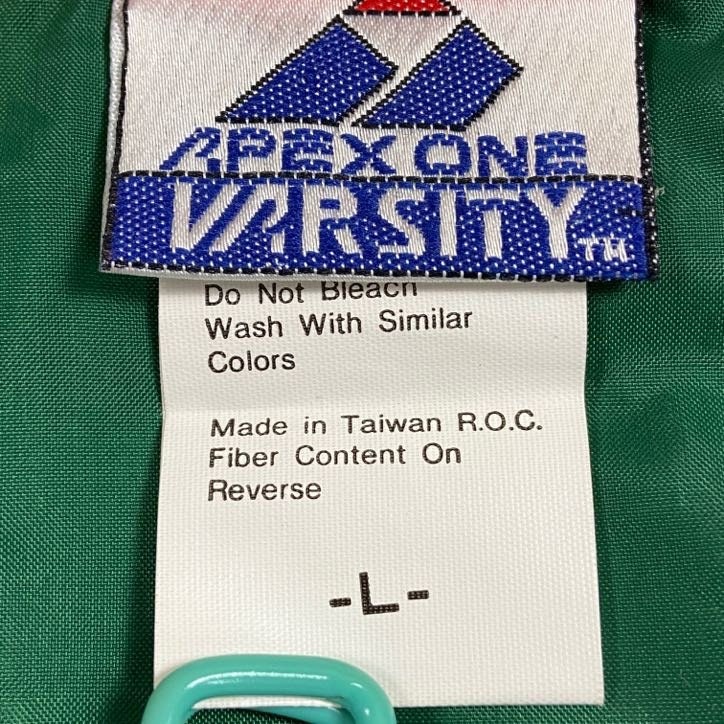 APEX ONE
VARSITY TM
Do Not Bleach
Wash With Similar
Colors
Made in Taiwan R.O.C.
Fiber Content On
Reverse
-L-